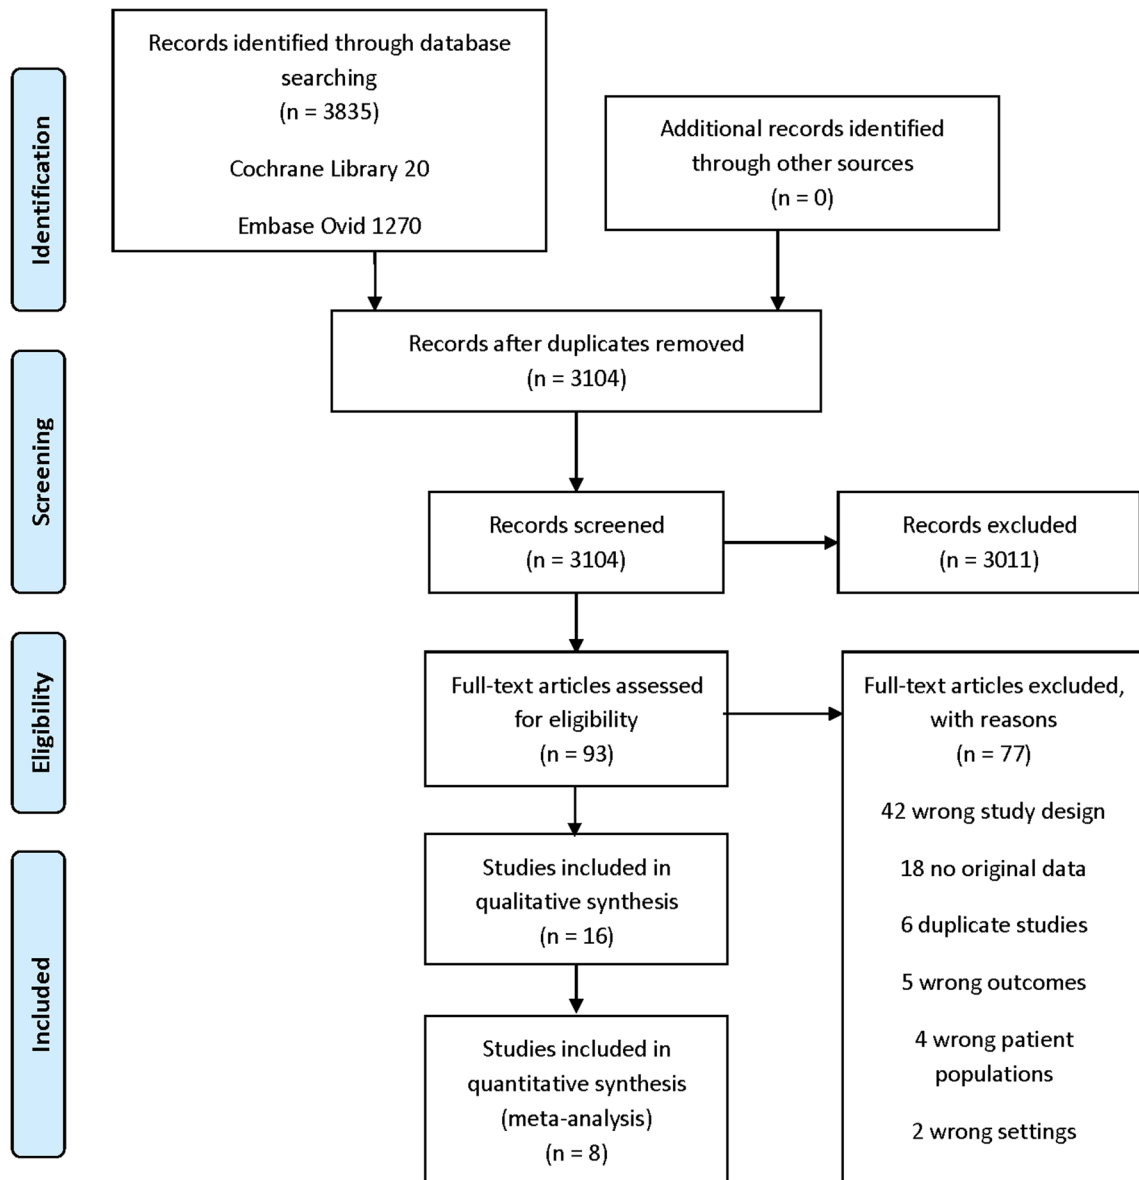 Identification
Records identified through database
searching
(n = 3835)
Cochrane Library 20
Embase Ovid 1270
Additional records identified
through other sources
(n = 0)
Records after duplicates removed
(n = 3104)
Screening
Records screened
(n = 3104)
Records excluded
(n = 3011)
Eligibility
Full-text articles assessed
for eligibility
(n = 93)
Full-text articles excluded,
with reasons
(n = 77)
42 wrong study design
18 no original data
6 duplicate studies
5 wrong outcomes
4 wrong patient
populations
2 wrong settings
Included
Studies included in
qualitative synthesis
(n = 16)
Studies included in
quantitative synthesis
(meta-analysis)
(n = 8)